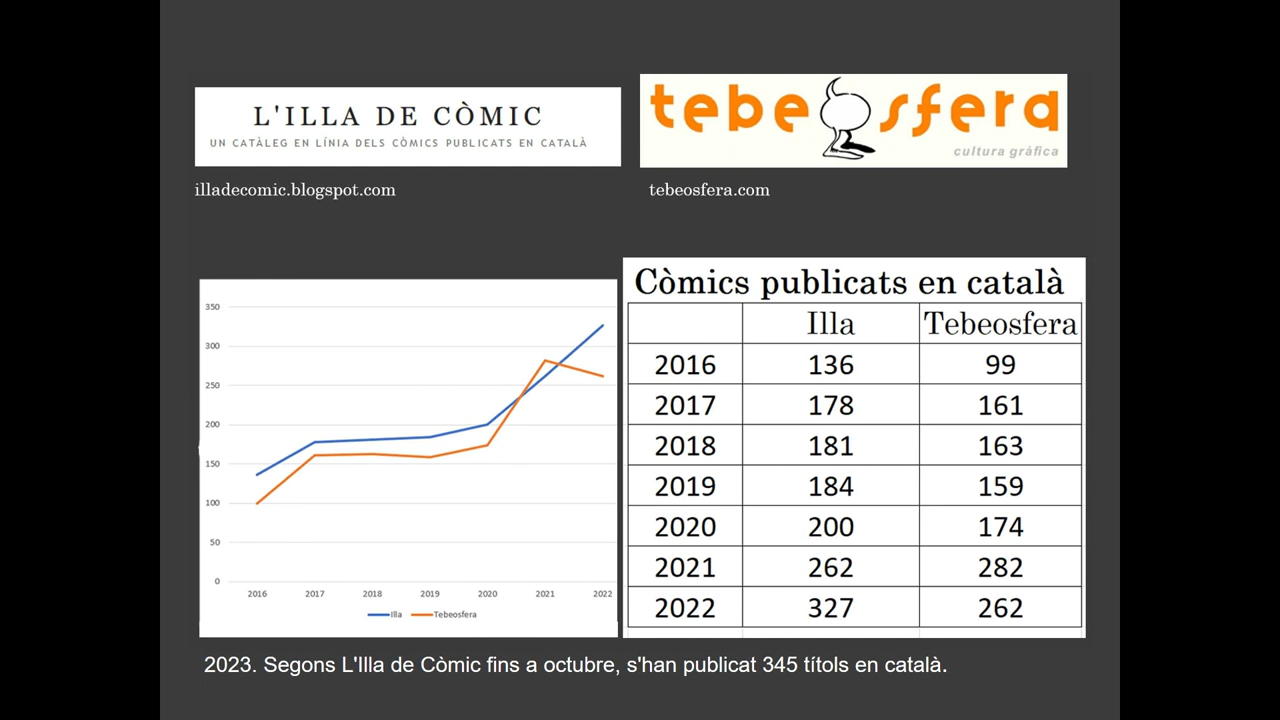 L'ILLA DE CÒMIC
UN CATÀLEG EN LÍNIA DELS CÒMICS PUBLICATS EN CATALÀ
illadecomic.blogspot.com
tebeosfera
cultura gráfica
tebeosfera.com
350
300
250
200
150
100
50
0
2016 2017 2018 2019 2020 2021 2022
Illa Tebeosfera
Còmics publicats en català
Illa Tebeosfera
2016 136 99
2017 178 161
2018 181 163
2019 184 159
2020 200 174
2021 262 282
2022 327 262
2023. Segons L'Illa de Còmic fins a octubre, s'han publicat 345 títols en català.